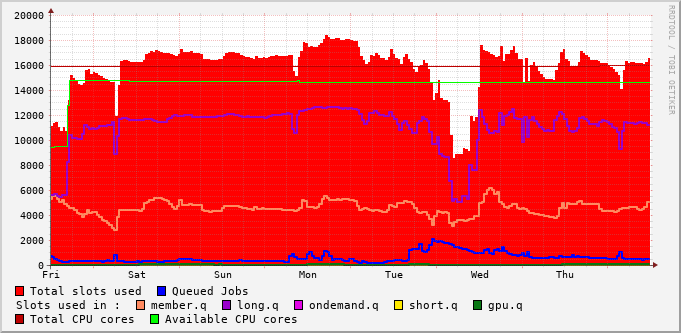 RRDTOOL / TOBI OETIKER
20000
18000
16000
14000
12000
10000
8000
6000
4000
2000
0
Fri Sat Sun Mon Tue Wed Thu
Total slots used Queued Jobs
Slots used in : member.q long.q ondemand.q short.q gpu.q
Total CPU cores Available CPU cores